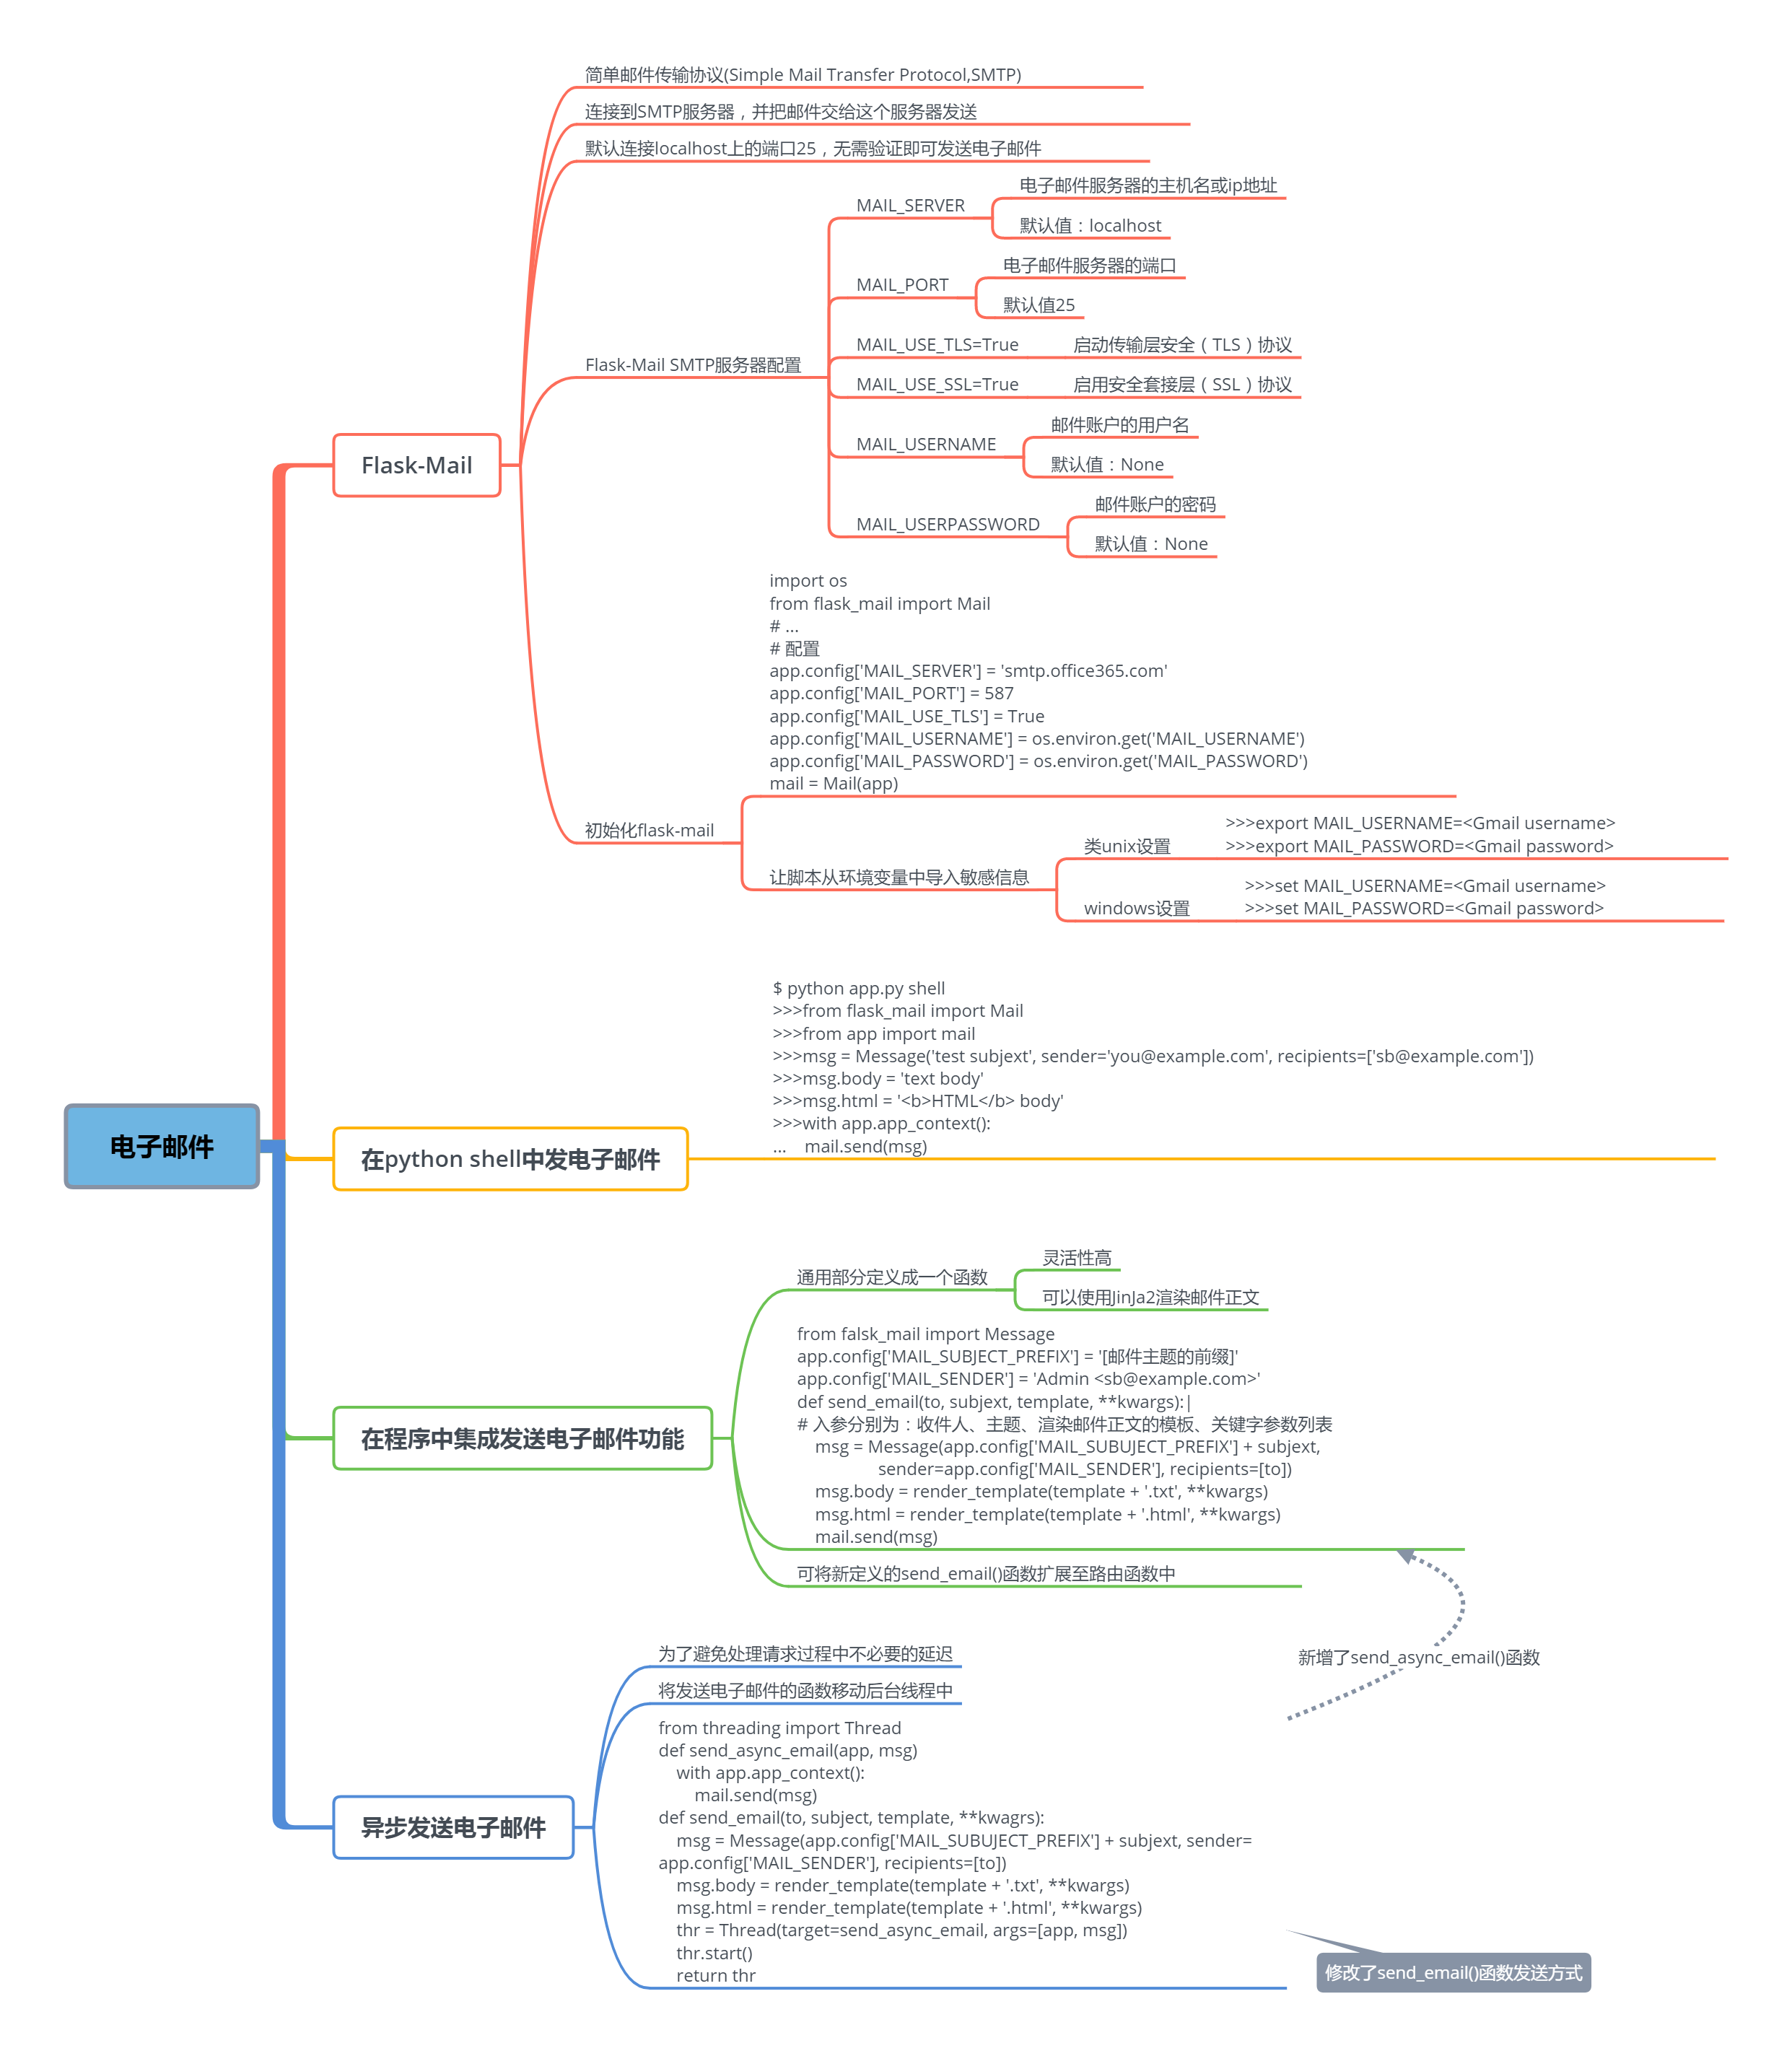 电子邮件
Flask-Mail
简单邮件传输协议(Simple Mail Transfer Protocol,SMTP)
连接到SMTP服务器，并把邮件交给这个服务器发送
默认连接localhost上的端口25，无需验证即可发送电子邮件
Flask-Mail SMTP服务器配置
MAIL_SERVER
电子邮件服务器的主机名或ip地址
默认值：localhost
MAIL_PORT
电子邮件服务器的端口
默认值25
MAIL_USE_TLS=True
启动传输层安全（TLS）协议
MAIL_USE_SSL=True
启用安全套接层（SSL）协议
MAIL_USERNAME
邮件账户的用户名
默认值：None
MAIL_USERPASSWORD
邮件账户的密码
默认值：None
初始化flask-mail
import os
from flask_mail import Mail
# ...
# 配置
app.config['MAIL_SERVER'] = 'smtp.office365.com'
app.config['MAIL_PORT'] = 587
app.config['MAIL_USE_TLS'] = True
app.config['MAIL_USERNAME'] = os.environ.get('MAIL_USERNAME')
app.config['MAIL_PASSWORD'] = os.environ.get('MAIL_PASSWORD')
mail = Mail(app)
让脚本从环境变量中导入敏感信息
类unix设置
>>>export MAIL_USERNAME=<Gmail username>
>>>export MAIL_PASSWORD=<Gmail password>
windows设置
>>>set MAIL_USERNAME=<Gmail username>
>>>set MAIL_PASSWORD=<Gmail password>
在python shell中发电子邮件
$ python app.py shell
>>>from flask_mail import Mail
>>>from app import mail
>>>msg = Message('test subjext', sender='you@example.com', recipients=['sb@example.com'])
>>>msg.body = 'text body'
>>>msg.html = '<b>HTML</b> body'
>>>with app.app_context():
...    mail.send(msg)
在程序中集成发送电子邮件功能
通用部分定义成一个函数
灵活性高
可以使用JinJa2渲染邮件正文
from falsk_mail import Message
app.config['MAIL_SUBJECT_PREFIX'] = '[邮件主题的前缀]'
app.config['MAIL_SENDER'] = 'Admin <sb@example.com>'
def send_email(to, subjext, template, **kwargs):|
# 入参分别为：收件人、主题、渲染邮件正文的模板、关键字参数列表
    msg = Message(app.config['MAIL_SUBUJECT_PREFIX'] + subjext,
                  sender=app.config['MAIL_SENDER'], recipients=[to])
    msg.body = render_template(template + '.txt', **kwargs)
    msg.html = render_template(template + '.html', **kwargs)
    mail.send(msg)
可将新定义的send_email()函数扩展至路由函数中
新增了send_async_email()函数
异步发送电子邮件
为了避免处理请求过程中不必要的延迟
将发送电子邮件的函数移动后台线程中
from threading import Thread
def send_async_email(app, msg)
    with app.app_context():
        mail.send(msg)
def send_email(to, subject, template, **kwagrs):
    msg = Message(app.config['MAIL_SUBUJECT_PREFIX'] + subjext, sender=
app.config['MAIL_SENDER'], recipients=[to])
    msg.body = render_template(template + '.txt', **kwargs)
    msg.html = render_template(template + '.html', **kwargs)
    thr = Thread(target=send_async_email, args=[app, msg])
    thr.start()
    return thr
修改了send_email()函数发送方式